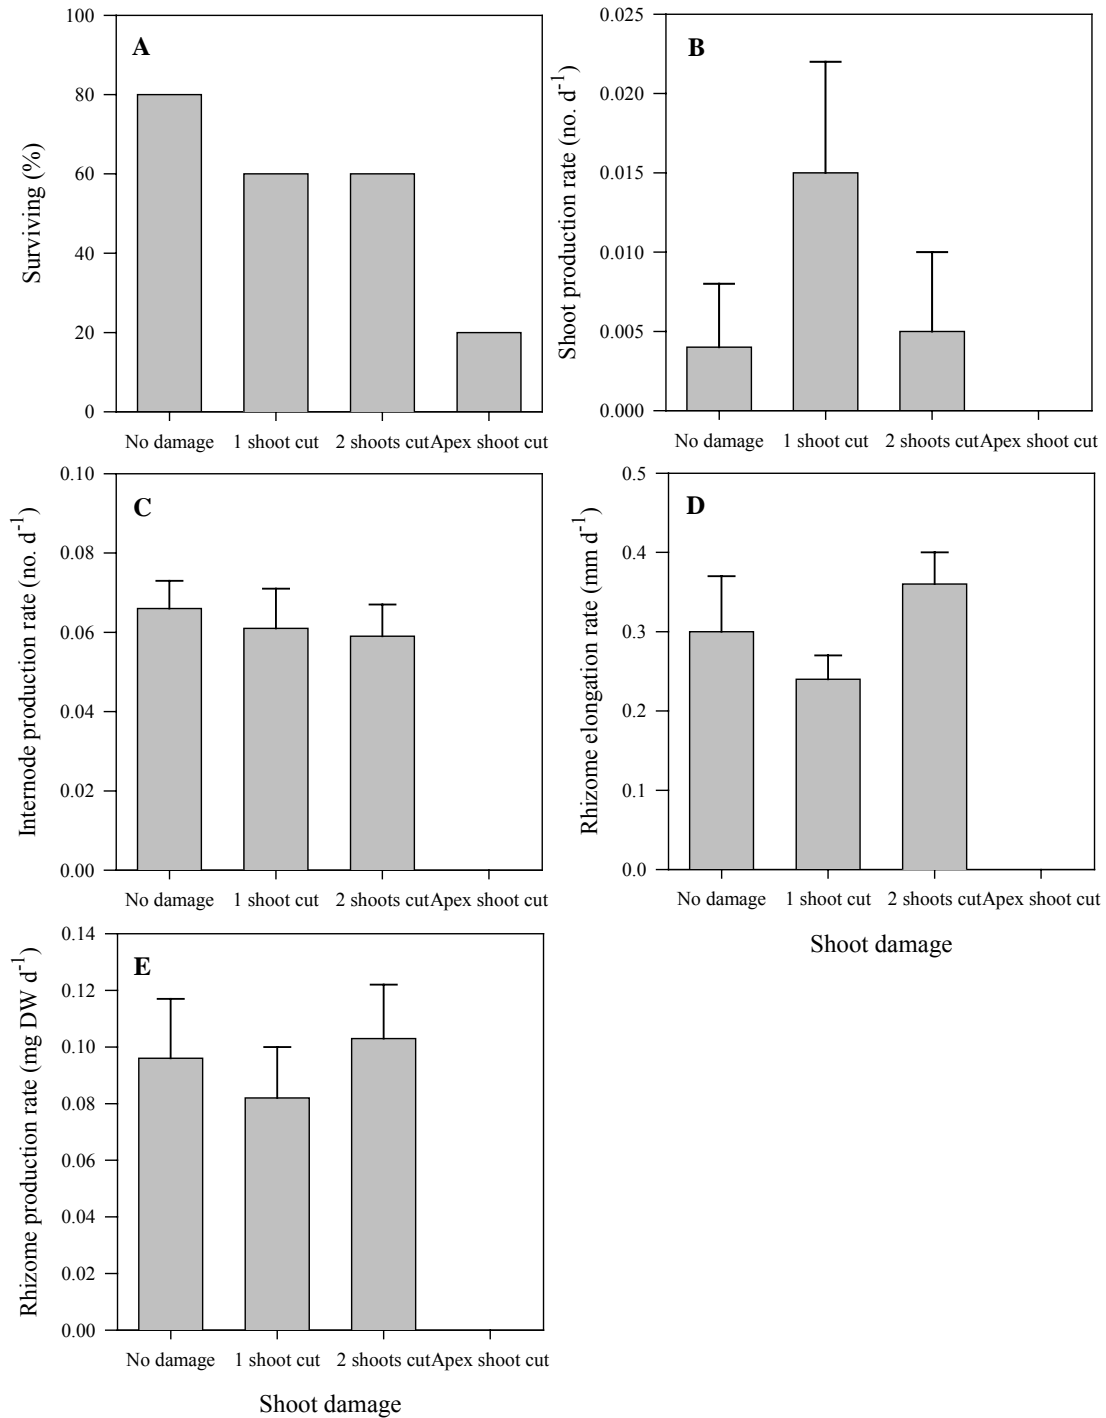 A
Surviving (%)
100
80
60
40
20
0
No damage 1 shoot cut 2 shoots cut Apex shoot cut
B
Shoot production rate (no. d⁻¹)
0.025
0.020
0.015
0.010
0.005
0.000
No damage 1 shoot cut 2 shoots cut Apex shoot cut
C
Internode production rate (no. d⁻¹)
0.10
0.08
0.06
0.04
0.02
0.00
No damage 1 shoot cut 2 shoots cut Apex shoot cut
D
Rhizome elongation rate (mm d⁻¹)
0.5
0.4
0.3
0.2
0.1
0.0
No damage 1 shoot cut 2 shoots cut Apex shoot cut
Shoot damage
E
Rhizome production rate (mg DW d⁻¹)
0.14
0.12
0.10
0.08
0.06
0.04
0.02
0.00
No damage 1 shoot cut 2 shoots cut Apex shoot cut
Shoot damage